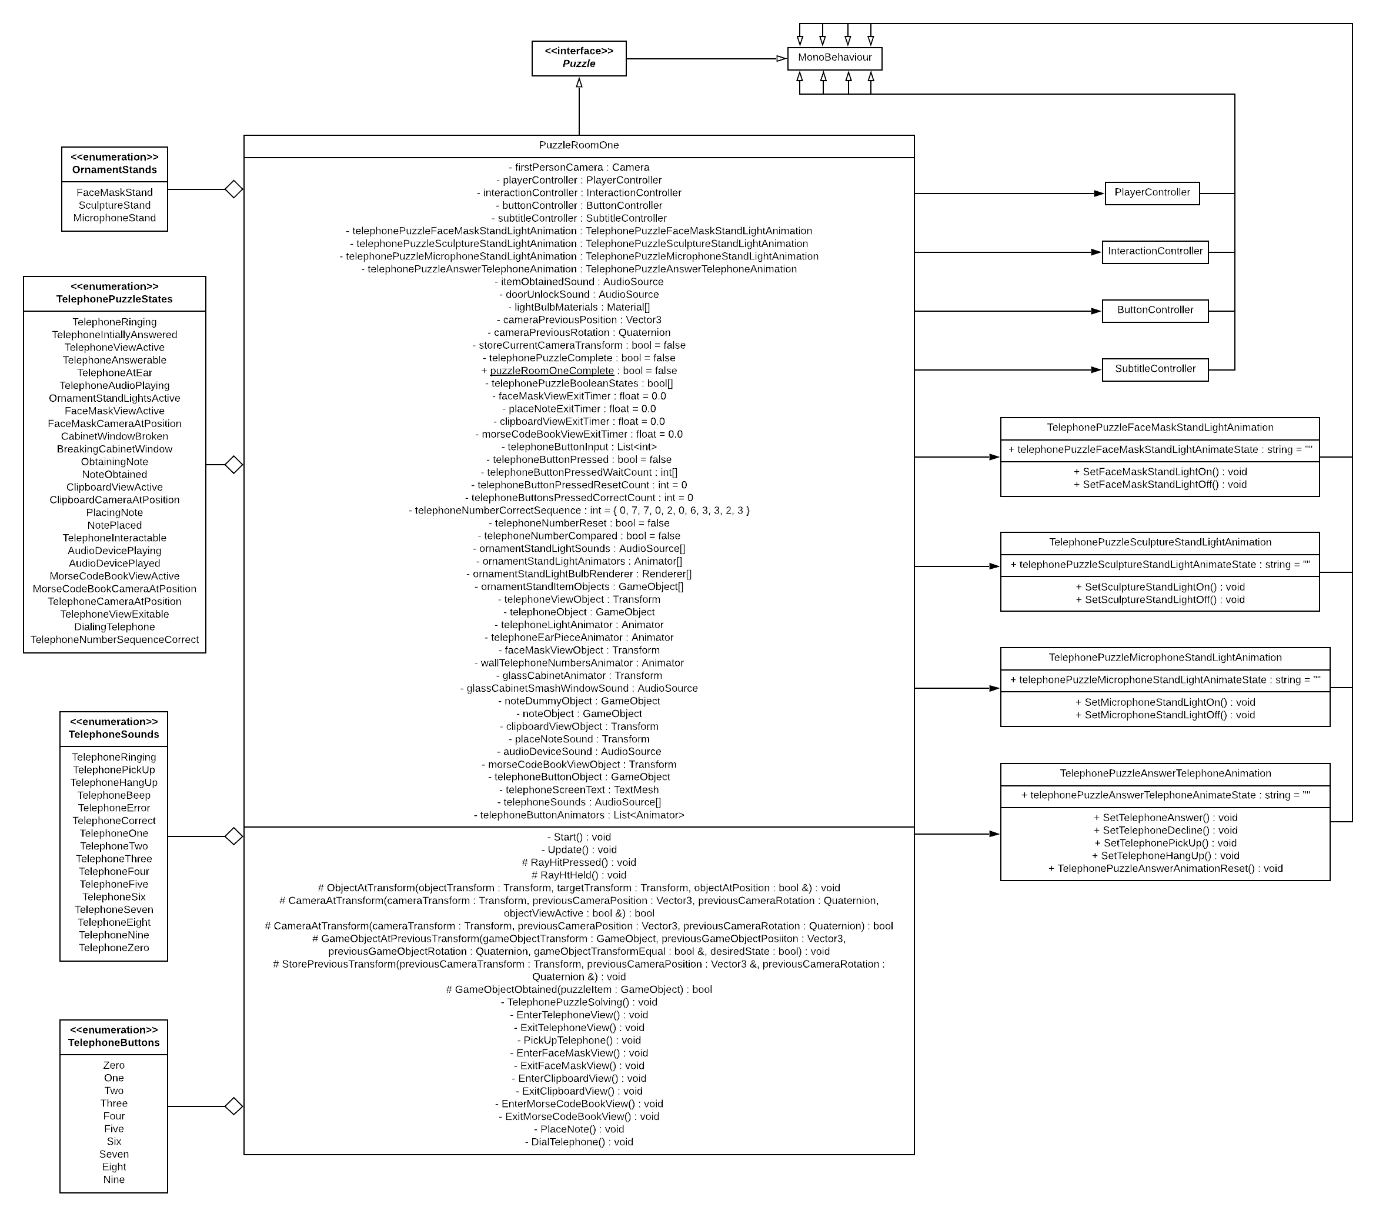 <<interface>>
Puzzle
MonoBehaviour
<<enumeration>>
OrnamentStands
FaceMaskStand
SculptureStand
MicrophoneStand
<<enumeration>>
TelephonePuzzleStates
TelephoneRinging
TelephoneIntiallyAnswered
TelephoneViewActive
TelephoneAnswerable
TelephoneAtEar
TelephoneAudioPlaying
OrnamentStandLightsActive
FaceMaskViewActive
FaceMaskCameraAtPosition
CabinetWindowBroken
BreakingCabinetWindow
ObtainingNote
NoteObtained
ClipboardViewActive
ClipboardCameraAtPosition
PlacingNote
NotePlaced
TelephoneInteractable
AudioDevicePlaying
AudioDevicePlayed
MorseCodeBookViewActive
MorseCodeBookCameraAtPosition
TelephoneCameraAtPosition
TelephoneViewExitable
DialingTelephone
TelephoneNumberSequenceCorrect
<<enumeration>>
TelephoneSounds
TelephoneRinging
TelephonePickUp
TelephoneHangUp
TelephoneBeep
TelephoneError
TelephoneCorrect
TelephoneOne
TelephoneTwo
TelephoneThree
TelephoneFour
TelephoneFive
TelephoneSix
TelephoneSeven
TelephoneEight
TelephoneNine
TelephoneZero
<<enumeration>>
TelephoneButtons
Zero
One
Two
Three
Four
Five
Six
Seven
Eight
Nine
PuzzleRoomOne
- firstPersonCamera : Camera
- playerController : PlayerController
- interactionController : InteractionController
- buttonController : ButtonController
- subtitleController : SubtitleController
- telephonePuzzleFaceMaskStandLightAnimation : TelephonePuzzleFaceMaskStandLightAnimation
- telephonePuzzleSculptureStandLightAnimation : TelephonePuzzleSculptureStandLightAnimation
- telephonePuzzleMicrophoneStandLightAnimation : TelephonePuzzleMicrophoneStandLightAnimation
- telephonePuzzleAnswerTelephoneAnimation : TelephonePuzzleAnswerTelephoneAnimation
- itemObtainedSound : AudioSource
- doorUnlockSound : AudioSource
- lightBulbMaterials : Material[]
- cameraPreviousPosition : Vector3
- cameraPreviousRotation : Quaternion
- storeCurrentCameraTransform : bool = false
- telephonePuzzleComplete : bool = false
+ puzzleRoomOneComplete : bool = false
- telephonePuzzleBooleanStates : bool[]
- faceMaskViewExitTimer : float = 0.0
- placeNoteExitTimer : float = 0.0
- clipboardViewExitTimer : float = 0.0
- morseCodeBookViewExitTimer : float = 0.0
- telephoneButtonInput : List<int>
- telephoneButtonPressed : bool = false
- telephoneButtonPressedWaitCount : int[]
- telephoneButtonPressedResetCount : int = 0
- telephoneButtonsPressedCorrectCount : int = 0
- telephoneNumberCorrectSequence : int = { 0, 7, 7, 0, 2, 0, 6, 3, 3, 2, 3 }
- telephoneNumberReset : bool = false
- telephoneNumberCompared : bool = false
- ornamentStandLightSounds : AudioSource[]
- ornamentStandLightAnimators : Animator[]
- ornamentStandLightBulbRenderer : Renderer[]
- ornamentStandItemObjects : GameObject[]
- telephoneViewObject : Transform
- telephoneObject : GameObject
- telephoneLightAnimator : Animator
- telephoneEarPieceAnimator : Animator
- faceMaskViewObject : Transform
- wallTelephoneNumbersAnimator : Animator
- glassCabinetAnimator : Transform
- glassCabinetSmashWindowSound : AudioSource
- noteDummyObject : GameObject
- noteObject : GameObject
- clipboardViewObject : Transform
- placeNoteSound : Transform
- audioDeviceSound : AudioSource
- morseCodeBookViewObject : Transform
- telephoneButtonObject : GameObject
- telephoneScreenText : TextMesh
- telephoneSounds : AudioSource[]
- telephoneButtonAnimators : List<Animator>
- Start() : void
- Update() : void
# RayHitPressed() : void
# RayHtHeld() : void
# ObjectAtTransform(objectTransform : Transform, targetTransform : Transform, objectAtPosition : bool &) : void
# CameraAtTransform(cameraTransform : Transform, previousCameraPosition : Vector3, previousCameraRotation : Quaternion,
objectViewActive : bool &) : bool
# CameraAtTransform(cameraTransform : Transform, previousCameraPosition : Vector3, previousCameraRotation : Quaternion) : bool
# GameObjectAtPreviousTransform(gameObjectTransform : GameObject, previousGameObjectPosiiton : Vector3,
previousGameObjectRotation : Quaternion, gameObjectTransformEqual : bool &, desiredState : bool) : void
# StorePreviousTransform(previousCameraTransform : Transform, previousCameraPosition : Vector3 &, previousCameraRotation :
Quaternion &) : void
# GameObjectObtained(puzzleItem : GameObject) : bool
- TelephonePuzzleSolving() : void
- EnterTelephoneView() : void
- ExitTelephoneView() : void
- PickUpTelephone() : void
- EnterFaceMaskView() : void
- ExitFaceMaskView() : void
- EnterClipboardView() : void
- ExitClipboardView() : void
- EnterMorseCodeBookView() : void
- ExitMorseCodeBookView() : void
- PlaceNote() : void
- DialTelephone() : void
PlayerController
InteractionController
ButtonController
SubtitleController
TelephonePuzzleFaceMaskStandLightAnimation
+ telephonePuzzleFaceMaskStandLightAnimateState : string = ""
+ SetFaceMaskStandLightOn() : void
+ SetFaceMaskStandLightOff() : void
TelephonePuzzleSculptureStandLightAnimation
+ telephonePuzzleSculptureStandLightAnimateState : string = ""
+ SetSculptureStandLightOn() : void
+ SetSculptureStandLightOff() : void
TelephonePuzzleMicrophoneStandLightAnimation
+ telephonePuzzleMicrophoneStandLightAnimateState : string = ""
+ SetMicrophoneStandLightOn() : void
+ SetMicrophoneStandLightOff() : void
TelephonePuzzleAnswerTelephoneAnimation
+ telephonePuzzleAnswerTelephoneAnimateState : string = ""
+ SetTelephoneAnswer() : void
+ SetTelephoneDecline() : void
+ SetTelephonePickUp() : void
+ SetTelephoneHangUp() : void
+ TelephonePuzzleAnswerAnimationReset() : void